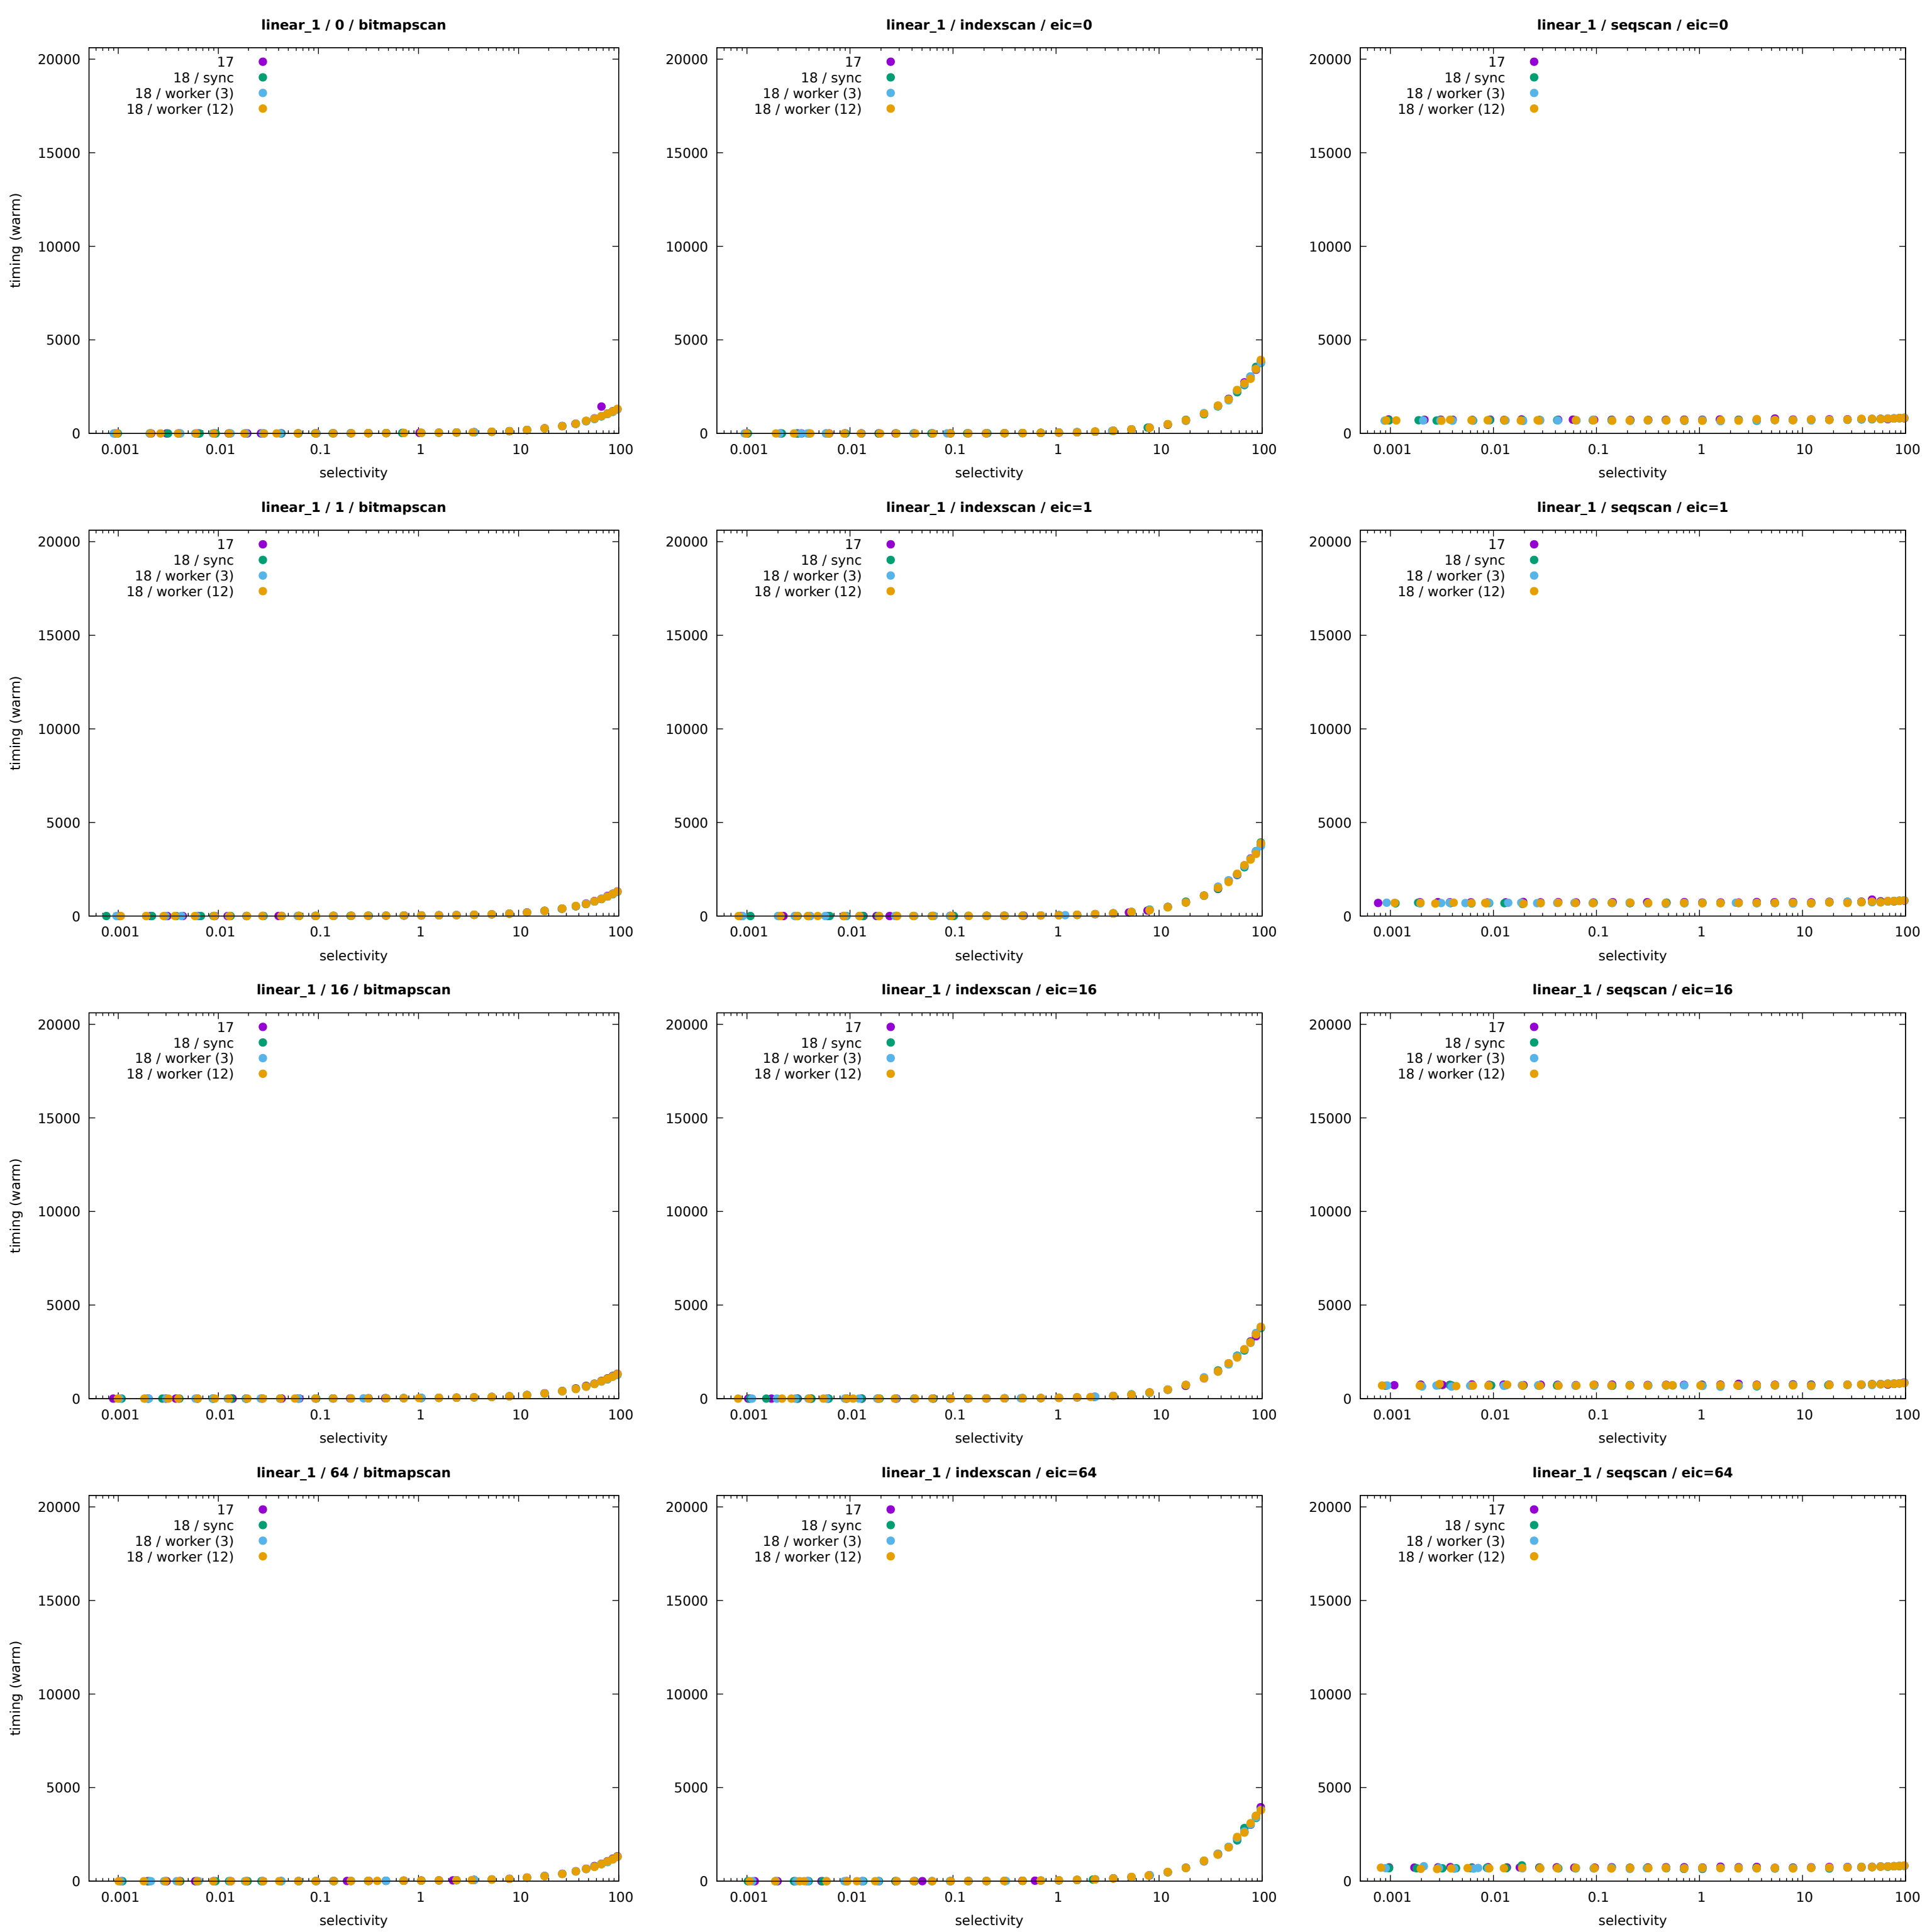 linear_1 / 0 / bitmapscan
linear_1 / indexscan / eic=0
linear_1 / seqscan / eic=0
timing (warm)
20000
15000
10000
5000
0
17
18 / sync
18 / worker (3)
18 / worker (12)
0.001 0.01 0.1 1 10 100
selectivity
20000
15000
10000
5000
0
17
18 / sync
18 / worker (3)
18 / worker (12)
0.001 0.01 0.1 1 10 100
selectivity
20000
15000
10000
5000
0
17
18 / sync
18 / worker (3)
18 / worker (12)
0.001 0.01 0.1 1 10 100
selectivity
linear_1 / 1 / bitmapscan
linear_1 / indexscan / eic=1
linear_1 / seqscan / eic=1
timing (warm)
20000
15000
10000
5000
0
17
18 / sync
18 / worker (3)
18 / worker (12)
0.001 0.01 0.1 1 10 100
selectivity
20000
15000
10000
5000
0
17
18 / sync
18 / worker (3)
18 / worker (12)
0.001 0.01 0.1 1 10 100
selectivity
20000
15000
10000
5000
0
17
18 / sync
18 / worker (3)
18 / worker (12)
0.001 0.01 0.1 1 10 100
selectivity
linear_1 / 16 / bitmapscan
linear_1 / indexscan / eic=16
linear_1 / seqscan / eic=16
timing (warm)
20000
15000
10000
5000
0
17
18 / sync
18 / worker (3)
18 / worker (12)
0.001 0.01 0.1 1 10 100
selectivity
20000
15000
10000
5000
0
17
18 / sync
18 / worker (3)
18 / worker (12)
0.001 0.01 0.1 1 10 100
selectivity
20000
15000
10000
5000
0
17
18 / sync
18 / worker (3)
18 / worker (12)
0.001 0.01 0.1 1 10 100
selectivity
linear_1 / 64 / bitmapscan
linear_1 / indexscan / eic=64
linear_1 / seqscan / eic=64
timing (warm)
20000
15000
10000
5000
0
17
18 / sync
18 / worker (3)
18 / worker (12)
0.001 0.01 0.1 1 10 100
selectivity
20000
15000
10000
5000
0
17
18 / sync
18 / worker (3)
18 / worker (12)
0.001 0.01 0.1 1 10 100
selectivity
20000
15000
10000
5000
0
17
18 / sync
18 / worker (3)
18 / worker (12)
0.001 0.01 0.1 1 10 100
selectivity